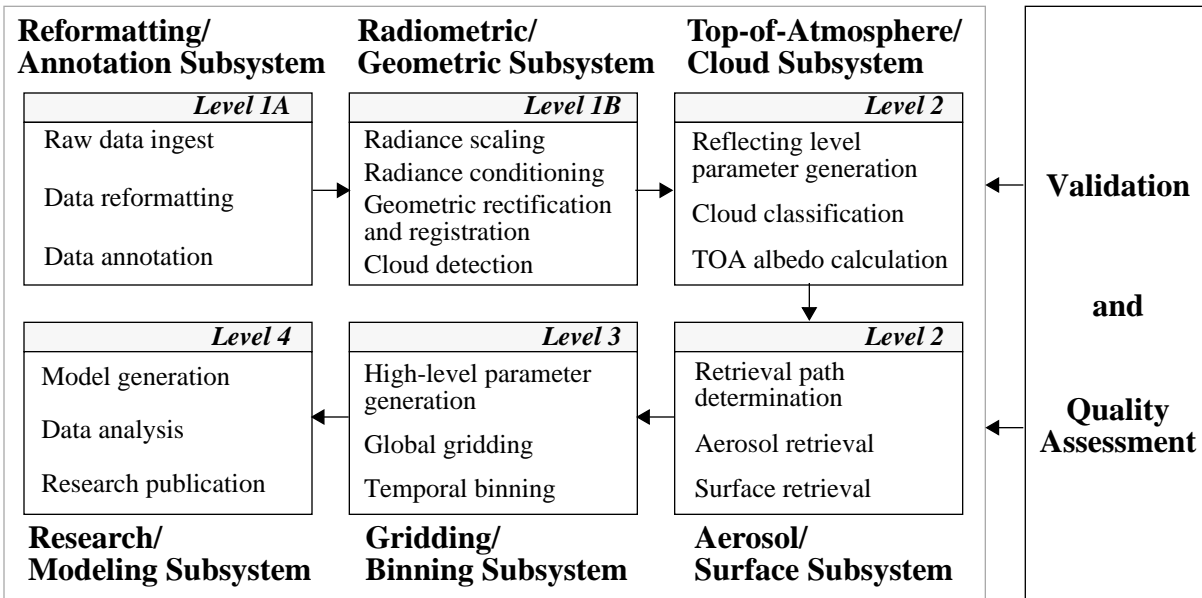 Reformatting/
Annotation Subsystem
Level 1A
Raw data ingest
Data reformatting
Data annotation
Radiometric/
Geometric Subsystem
Level 1B
Radiance scaling
Radiance conditioning
Geometric rectification
and registration
Cloud detection
Top-of-Atmosphere/
Cloud Subsystem
Level 2
Reflecting level
parameter generation
Cloud classification
TOA albedo calculation
Level 2
Retrieval path
determination
Aerosol retrieval
Surface retrieval
Aerosol/
Surface Subsystem
Level 3
High-level parameter
generation
Global gridding
Temporal binning
Gridding/
Binning Subsystem
Level 4
Model generation
Data analysis
Research publication
Research/
Modeling Subsystem
Validation
and
Quality
Assessment